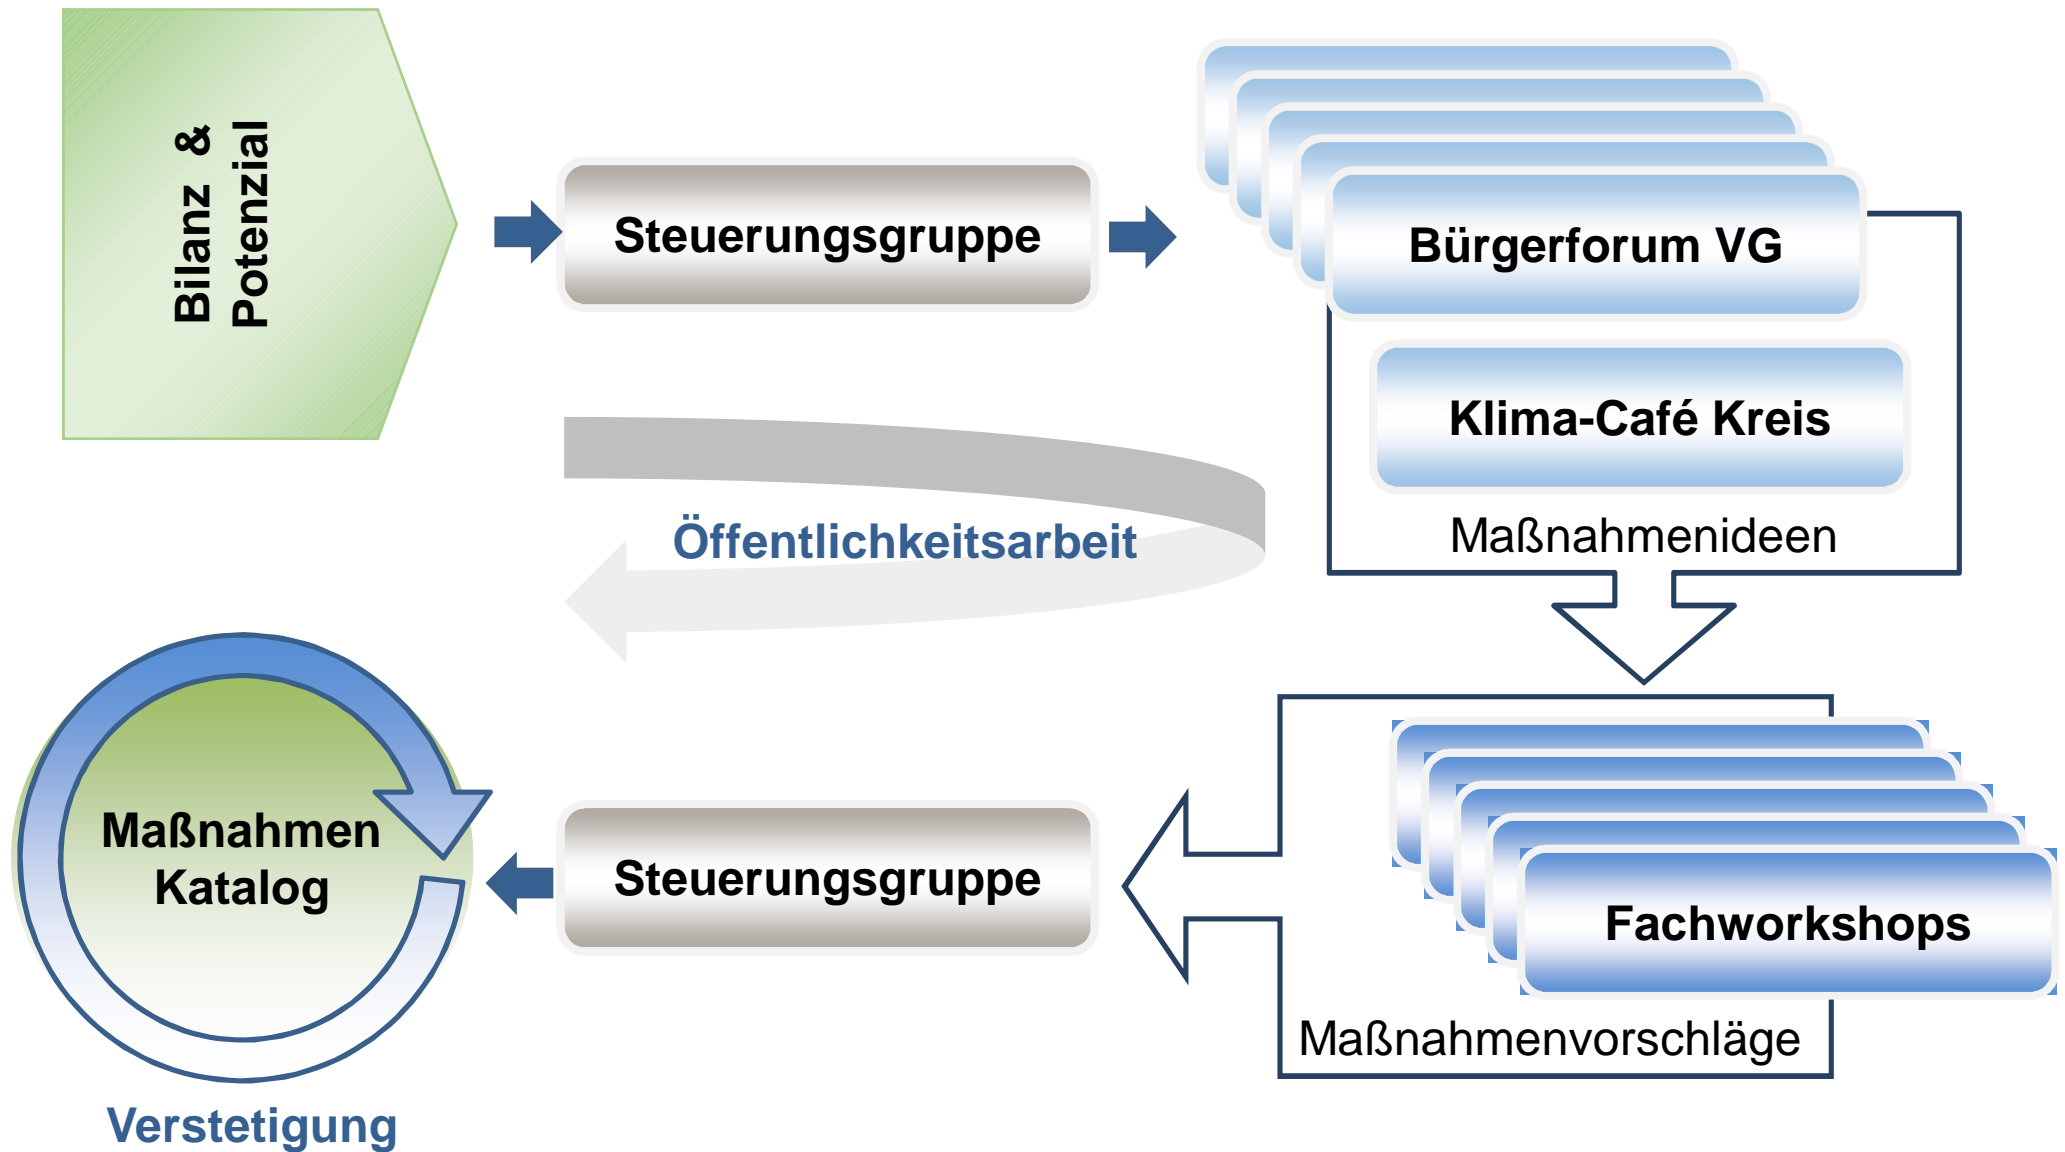 Bilanz &
Potenzial
Steuerungsgruppe
Bürgerforum VG
Klima-Café Kreis
Maßnahmenideen
Öffentlichkeitsarbeit
Fachworkshops
Maßnahmenvorschläge
Steuerungsgruppe
Maßnahmen
Katalog
Verstetigung